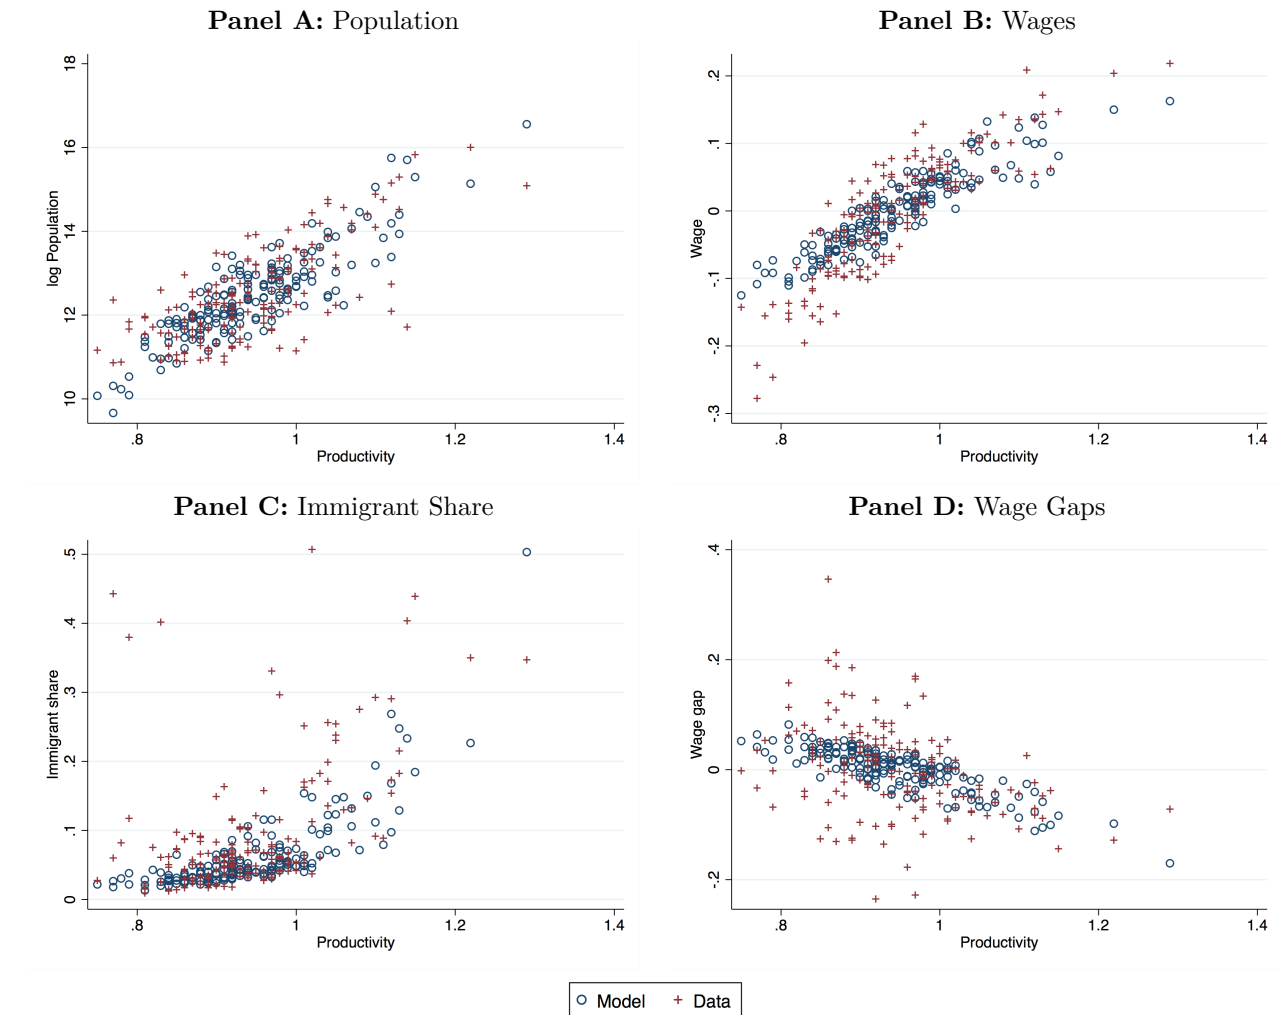 Panel A: Population
18
16
14
12
10
log Population
.8
1
1.2
1.4
Productivity
Panel B: Wages
.2
.1
0
-.1
-.2
-.3
Wage
.8
1
1.2
1.4
Productivity
Panel C: Immigrant Share
.5
.4
.3
.2
.1
0
Immigrant share
.8
1
1.2
1.4
Productivity
Panel D: Wage Gaps
.4
.2
0
-.2
Wage gap
.8
1
1.2
1.4
Productivity
Model
Data